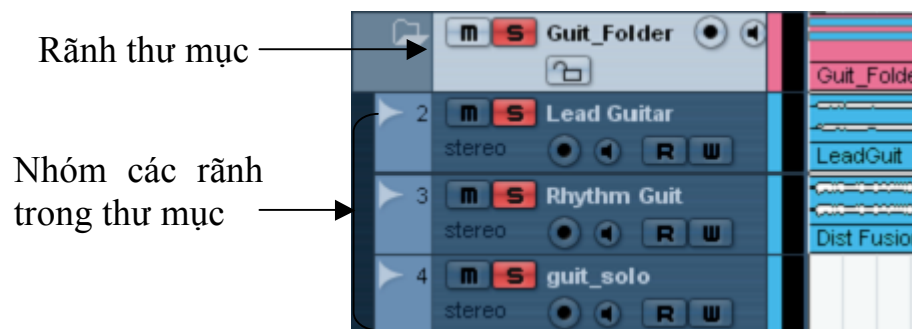 Rãnh thư mục
m S Guit_Folder
Guit_Folde
2 m S Lead Guitar
stereo R W
LeadGuit
Nhóm các rãnh
trong thư mục
3 m S Rhythm Guit
stereo R W
Dist Fusio
4 m S guit_solo
stereo R W